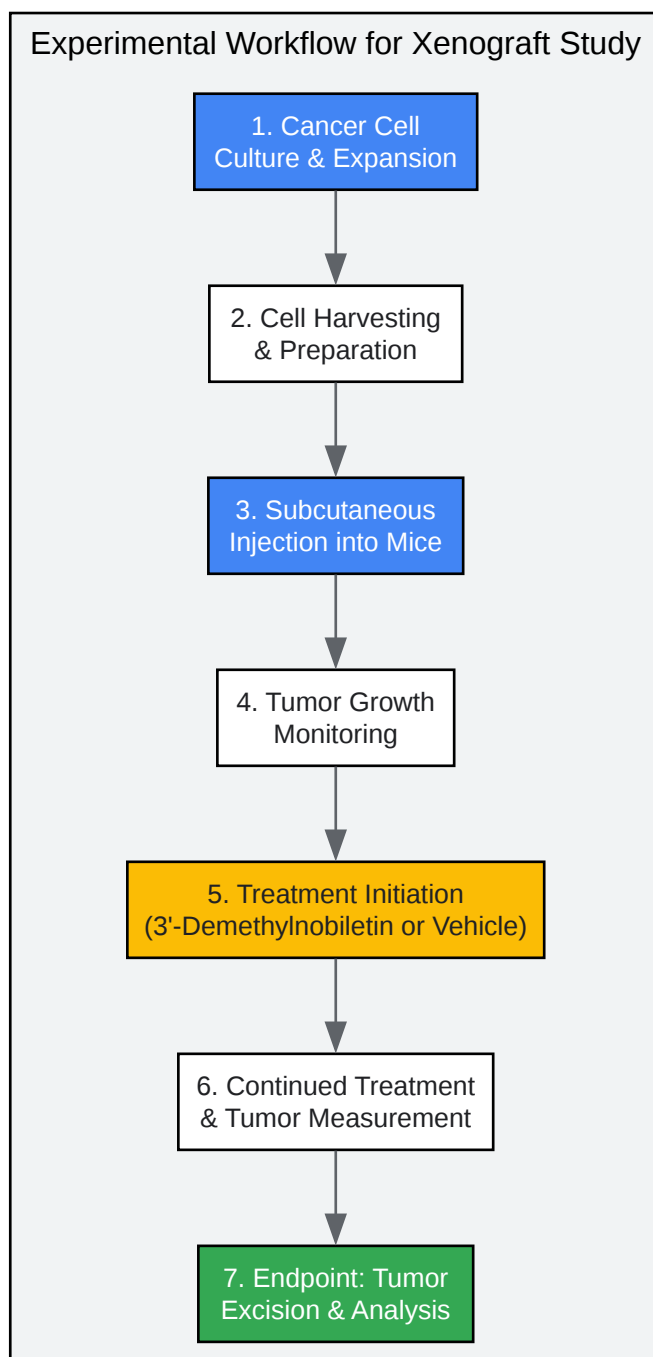 Experimental Workflow for Xenograft Study
1. Cancer Cell
Culture & Expansion
2. Cell Harvesting
& Preparation
3. Subcutaneous
Injection into Mice
4. Tumor Growth
Monitoring
5. Treatment Initiation
(3'-Demethylnobiletin or Vehicle)
6. Continued Treatment
& Tumor Measurement
7. Endpoint: Tumor
Excision & Analysis